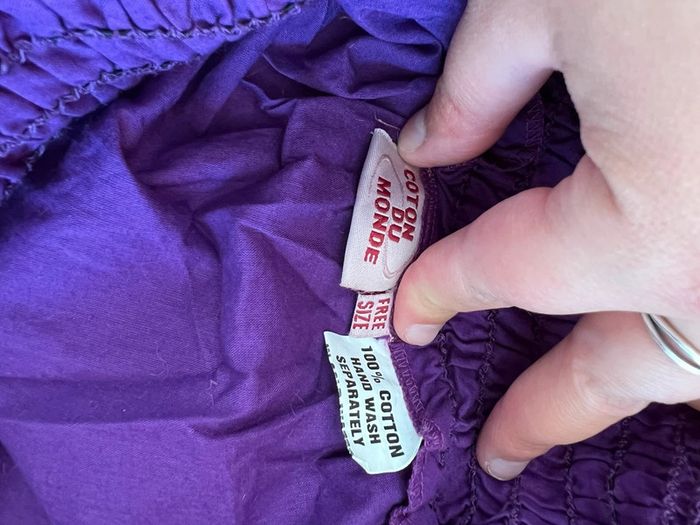 COTON
DU
MONDE
FREE
SIZE
100% COTTON
HAND WASH
SEPARATELY